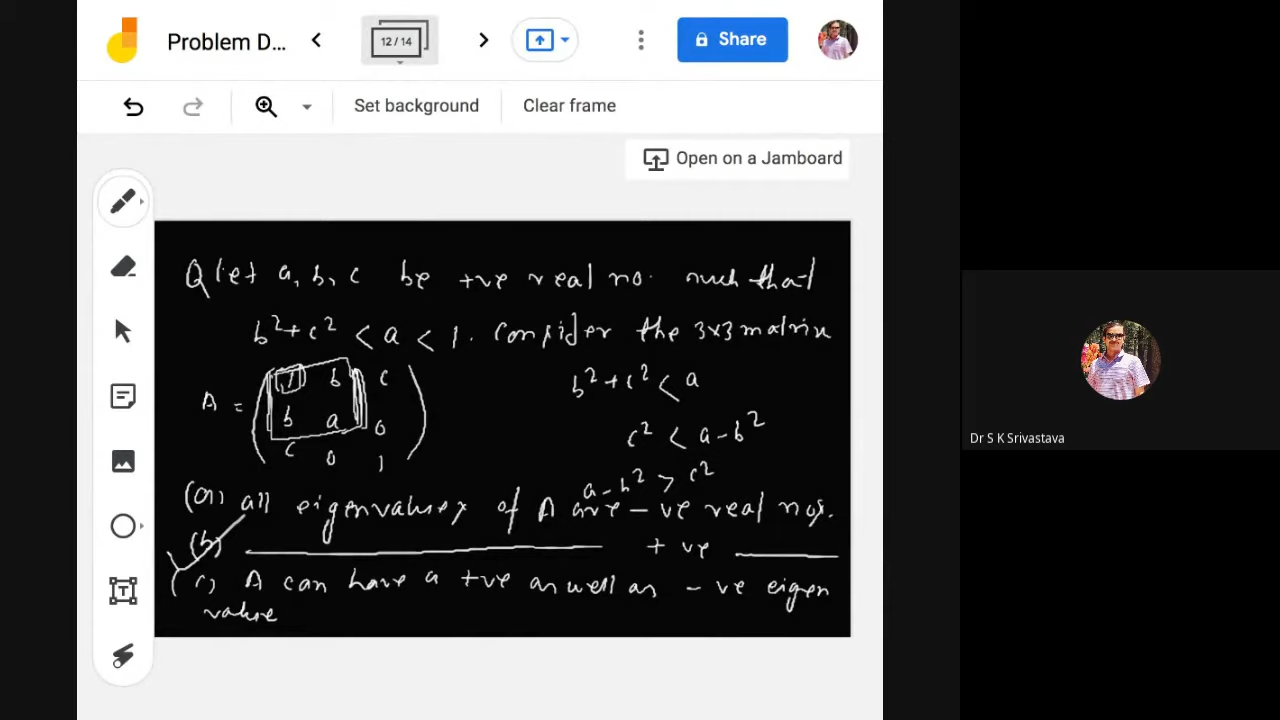 Problem D...
12/14
Share
Set background
Clear frame
Open on a Jamboard
Q let a, b, c be +ve real no. such that
b² + c² < a < 1. Consider the 3x3 matrix
A = ( 1 b c
b a 0
c 0 1 )
b² + c² < a
c² < a - b²
a - b² > c²
(a) all eigenvalues of A are - ve real nos.
(b) ——— + ve ———
(c) A can have a +ve as well as - ve eigen
value
Dr S K Srivastava